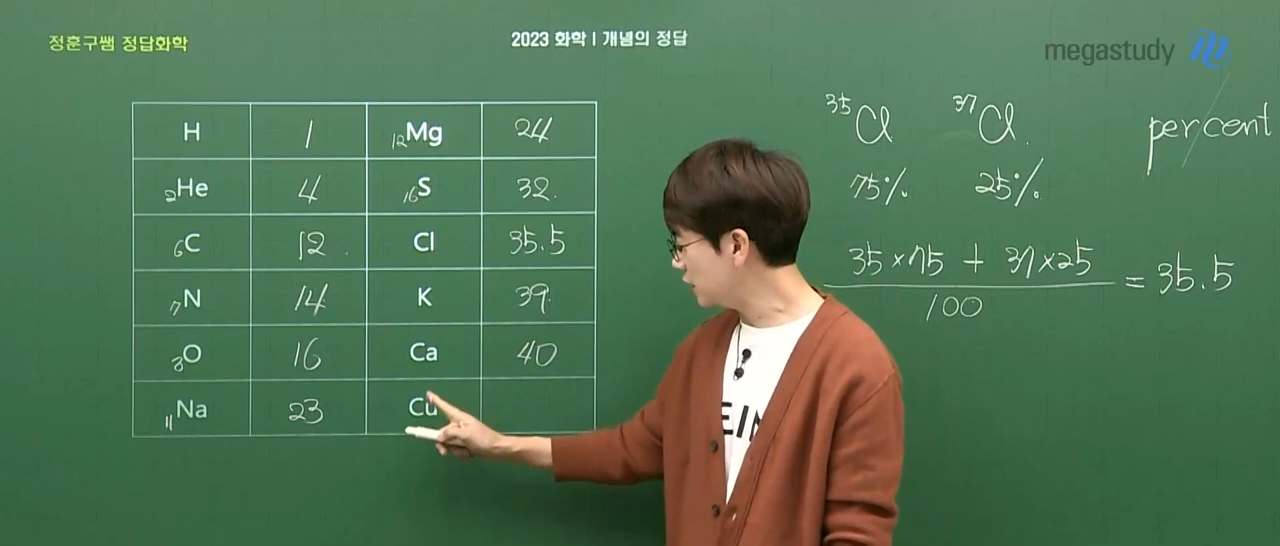 정훈구쌤 정답화학
2023 화학 I 개념의 정답
megastudy
H 1 12Mg 24
2He 4 16S 32
6C 12 Cl 35.5
7N 14 K 39
8O 16 Ca 40
11Na 23 Cu
35Cl 37Cl
75% 25%
35×75 + 37×25
100
= 35.5
per/cent
EIN